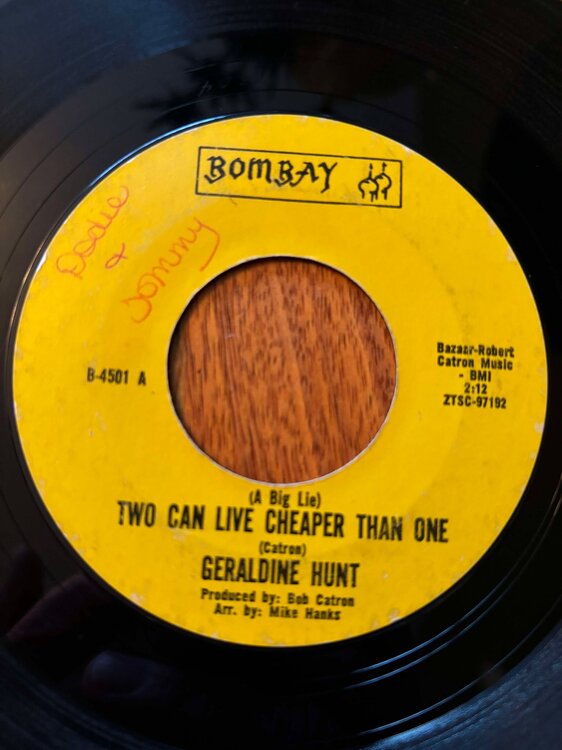 BOMBAY
Dodie
&
Tommy
B-4501 A
Bazaar-Robert
Catron Music
- BMI
2:12
ZTSC-97192
(A Big Lie)
TWO CAN LIVE CHEAPER THAN ONE
(Catron)
GERALDINE HUNT
Produced by: Bob Catron
Arr. by: Mike Hanks